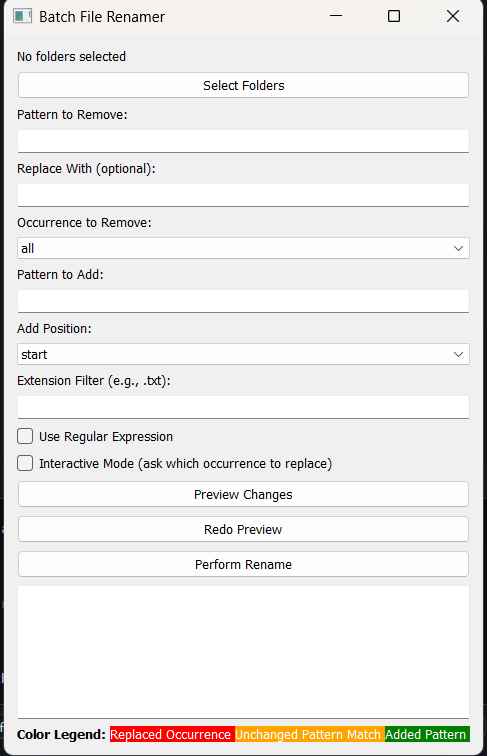 Batch File Renamer
No folders selected
Select Folders
Pattern to Remove:
Replace With (optional):
Occurrence to Remove:
all
Pattern to Add:
Add Position:
start
Extension Filter (e.g., .txt):
Use Regular Expression
Interactive Mode (ask which occurrence to replace)
Preview Changes
Redo Preview
Perform Rename
Color Legend: Replaced Occurrence Unchanged Pattern Match Added Pattern